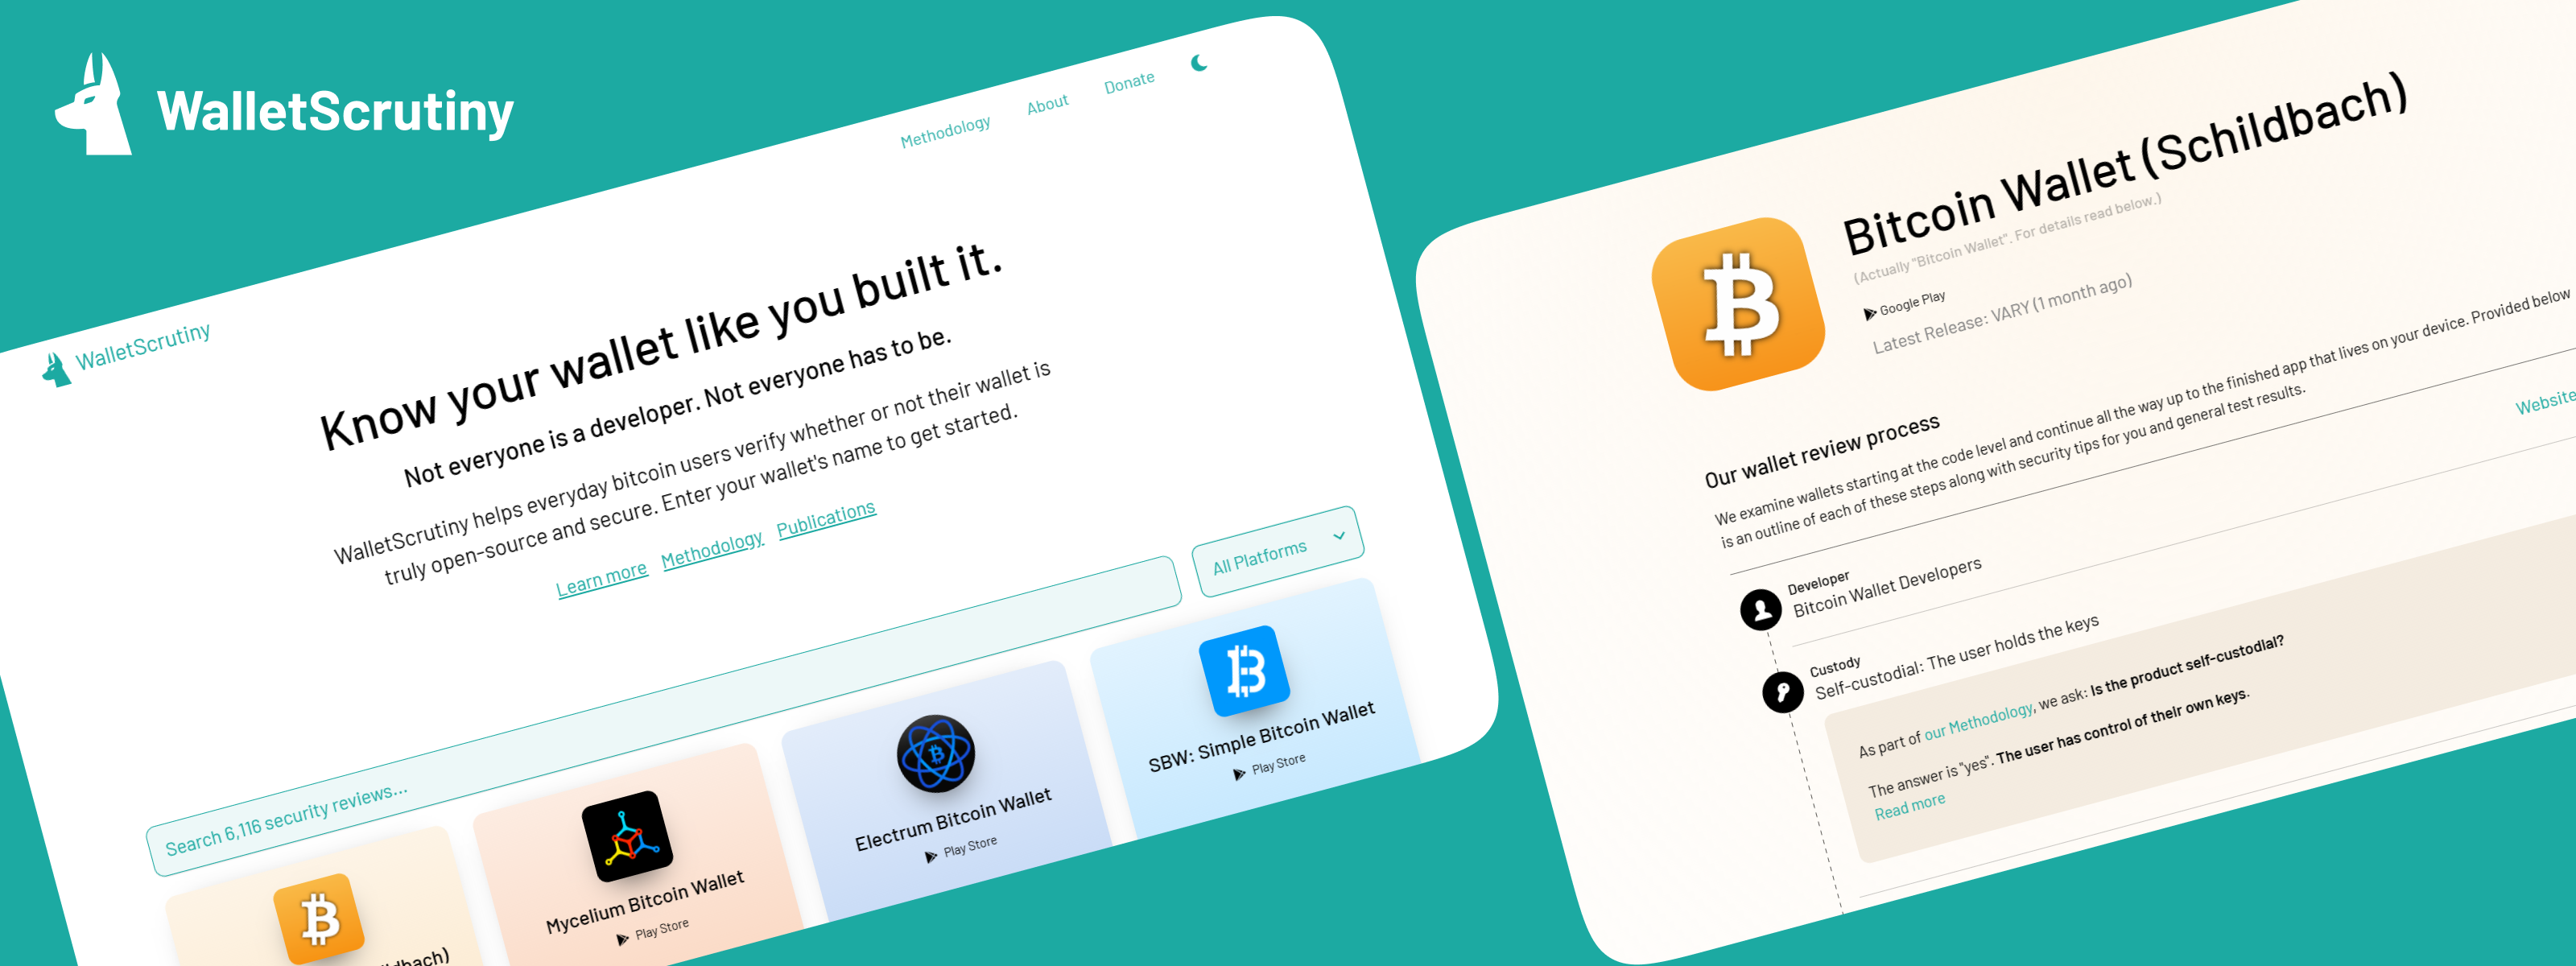 WalletScrutiny
WalletScrutiny
Methodology
About
Donate
Know your wallet like you built it.
Not everyone is a developer. Not everyone has to be.
WalletScrutiny helps everyday bitcoin users verify whether or not their wallet is
truly open-source and secure. Enter your wallet's name to get started.
Learn more
Methodology
Publications
Search 6,116 security reviews...
All Platforms
ildbach)
Mycelium Bitcoin Wallet
Play Store
Electrum Bitcoin Wallet
Play Store
SBW: Simple Bitcoin Wallet
Play Store
Bitcoin Wallet (Schildbach)
(Actually "Bitcoin Wallet". For details read below.)
Google Play
Latest Release: VARY (1 month ago)
Our wallet review process
We examine wallets starting at the code level and continue all the way up to the finished app that lives on your device. Provided below
is an outline of each of these steps along with security tips for you and general test results.
Website
Developer
Bitcoin Wallet Developers
Custody
Self-custodial: The user holds the keys
As part of our Methodology, we ask: Is the product self-custodial?
The answer is "yes". The user has control of their own keys.
Read more